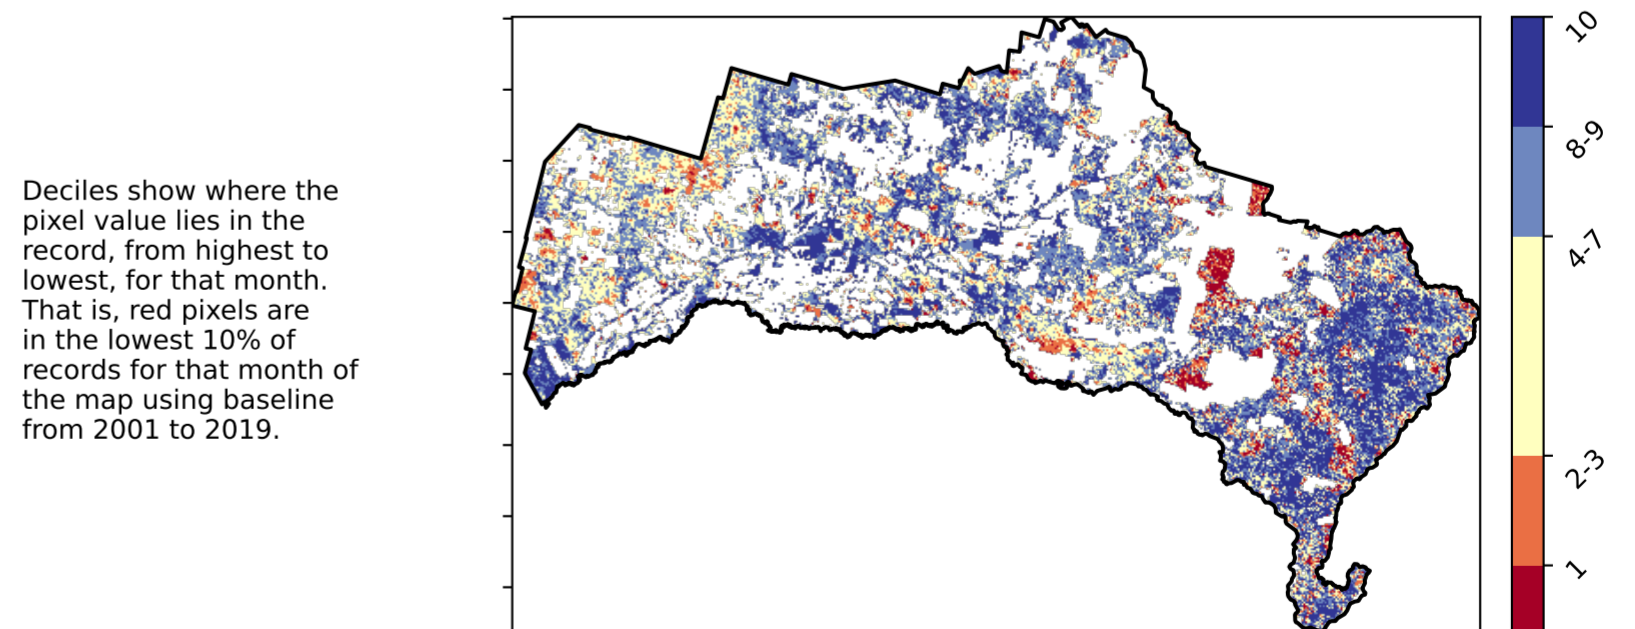 Deciles show where the
pixel value lies in the
record, from highest to
lowest, for that month.
That is, red pixels are
in the lowest 10% of
records for that month of
the map using baseline
from 2001 to 2019.
10
8-9
4-7
2-3
1